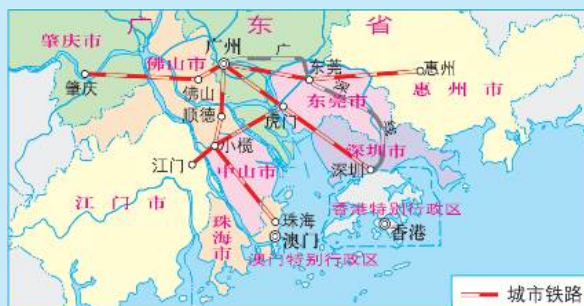 广东省
肇庆市
广州
广
深
铁
路
佛山市
东莞
惠州
肇庆
佛山
东莞市
惠州市
顺德
虎门
小榄
深圳市
江门
中山市
深圳
江门市
珠海市
珠海
香港特别行政区
澳门
香港
澳门特别行政区
城市铁路